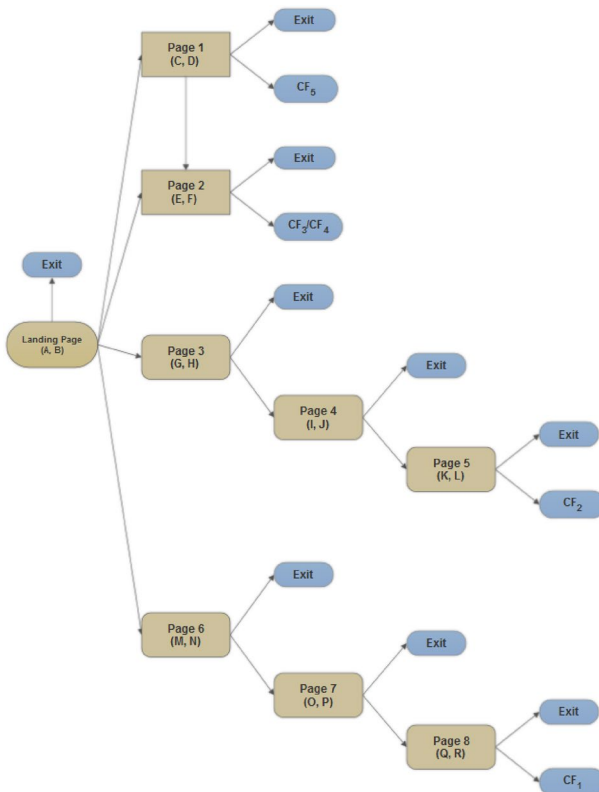 Exit
Page 1
(C, D)
CF5
Exit
Page 2
(E, F)
CF3/CF4
Exit
Landing Page
(A, B)
Exit
Page 3
(G, H)
Exit
Page 4
(I, J)
Exit
Page 5
(K, L)
CF2
Exit
Page 6
(M, N)
Exit
Page 7
(O, P)
Exit
Page 8
(Q, R)
CF1